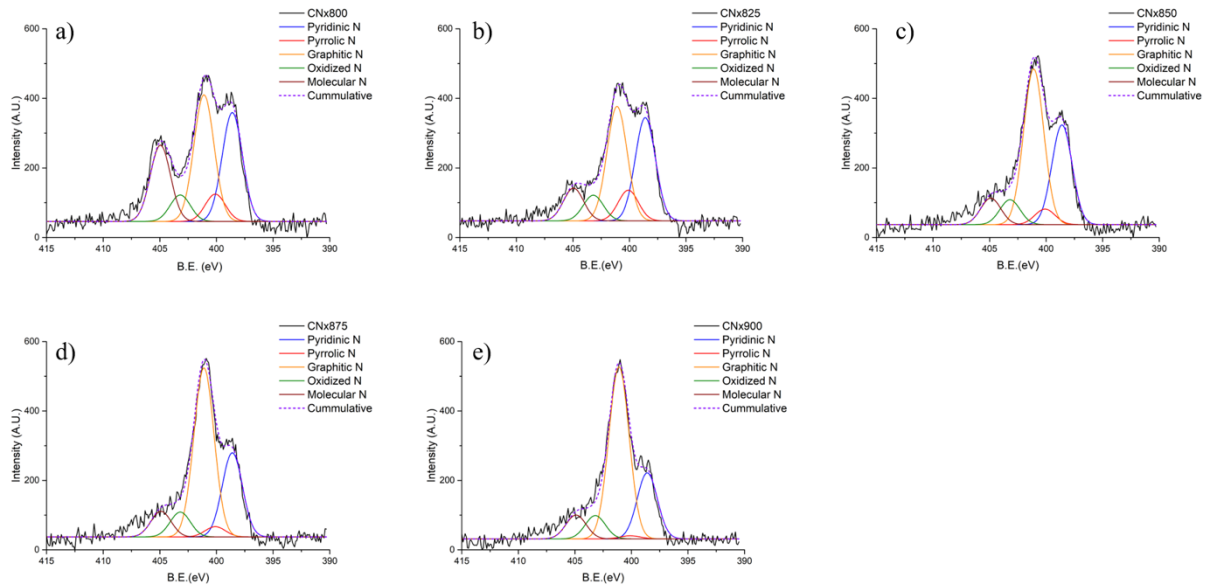 a)
CNx800
Pyridinic N
Pyrrolic N
Graphitic N
Oxidized N
Molecular N
Cummulative
600
400
200
0
Intensity (A.U.)
415 410 405 400 395 390
B.E. (eV)
b)
CNx825
Pyridinic N
Pyrrolic N
Graphitic N
Oxidized N
Molecular N
Cummulative
600
400
200
0
Intensity (A.U.)
415 410 405 400 395 390
B.E.(eV)
c)
CNx850
Pyridinic N
Pyrrolic N
Graphitic N
Oxidized N
Molecular N
Cummulative
600
400
200
0
Intensity (A.U.)
415 410 405 400 395 390
B.E.(eV)
d)
CNx875
Pyridinic N
Pyrrolic N
Graphitic N
Oxidized N
Molecular N
Cummulative
600
400
200
0
Intensity (A.U.)
415 410 405 400 395 390
B.E.(eV)
e)
CNx900
Pyridinic N
Pyrrolic N
Graphitic N
Oxidized N
Molecular N
Cummulative
600
400
200
0
Intensity (A.U.)
415 410 405 400 395 390
B.E.(eV)